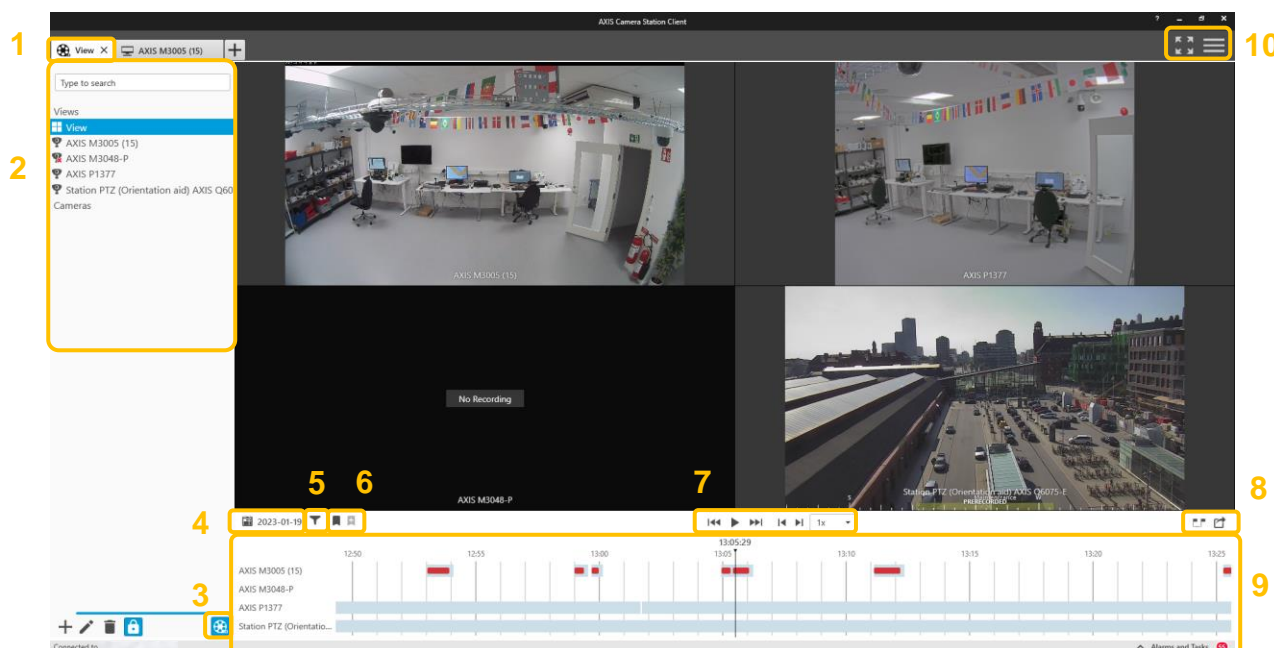 AXIS Camera Station Client
1
View
AXIS M3005 (15)
10
Type to search
Views
View
AXIS M3005 (15)
AXIS M3048-P
AXIS P1377
Station PTZ (Orientation aid) AXIS Q60
Cameras
2
AXIS M3005 (15)
AXIS P1377
No Recording
AXIS M3048-P
S W
Station PTZ (Orientation aid) AXIS Q6075-E
PRERECORDED
5 6 7 8
4
2023-01-19
1x
13:05:29
12:50 12:55 13:00 13:05 13:10 13:15 13:20 13:25
AXIS M3005 (15)
AXIS M3048-P
AXIS P1377
Station PTZ (Orientatio...
3
9
Connected to
Alarms and Tasks 55